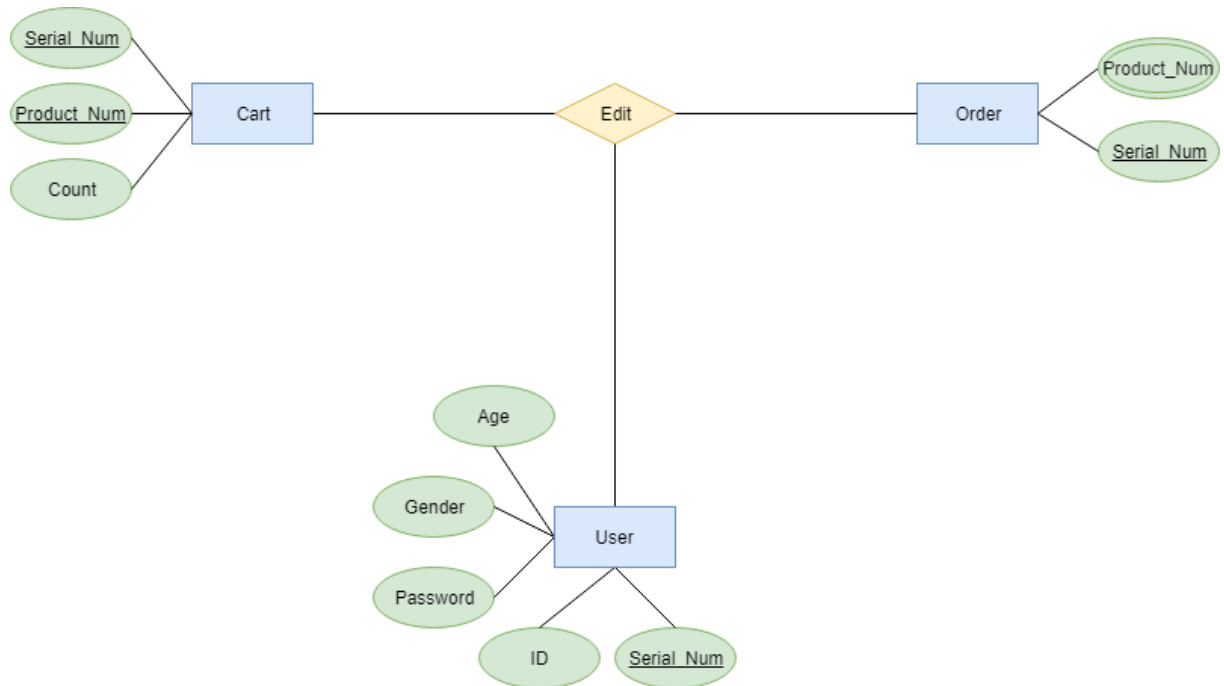 Serial_Num
Product_Num
Count
Cart
Edit
Order
Product_Num
Serial_Num
Age
Gender
Password
User
ID
Serial_Num